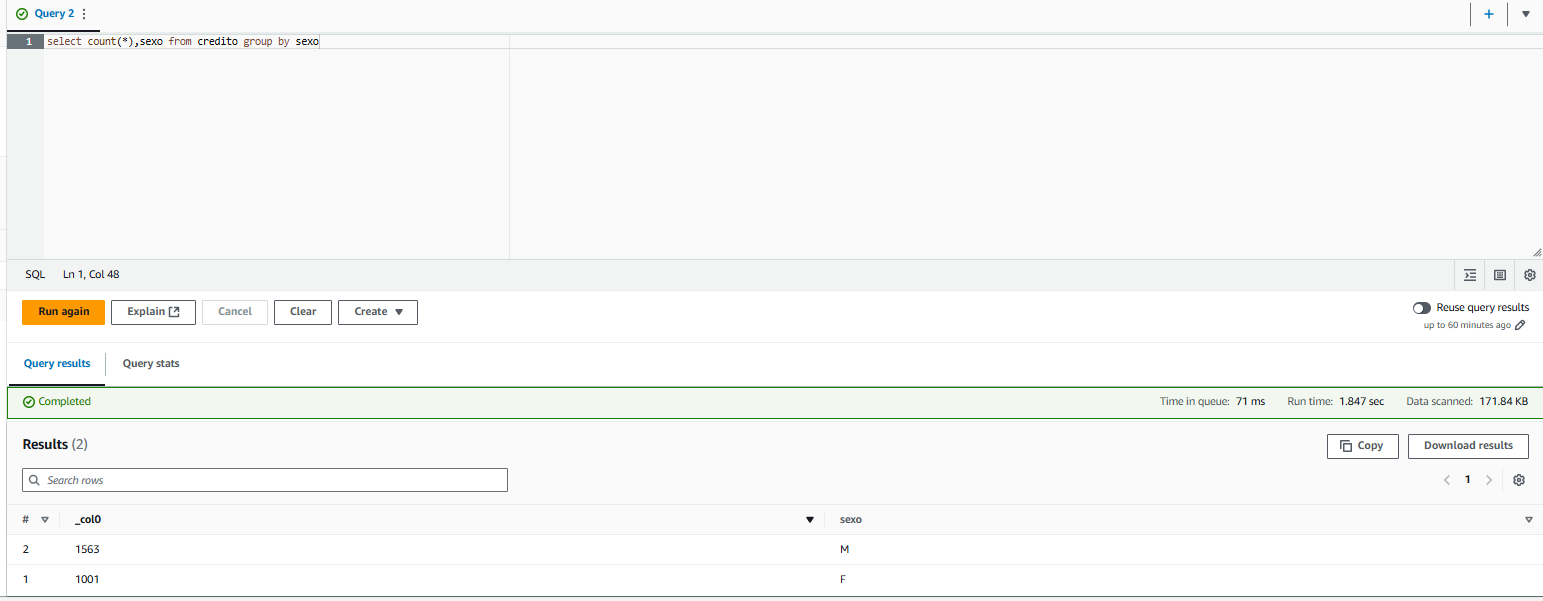 Query 2
1 select count(*),sexo from credito group by sexo
SQL Ln 1, Col 48
Run again Explain Cancel Clear Create Reuse query results
up to 60 minutes ago
Query results Query stats
Completed Time in queue: 71 ms Run time: 1.847 sec Data scanned: 171.84 KB
Results (2) Copy Download results
Search rows 1
# _col0 sexo
2 1563 M
1 1001 F